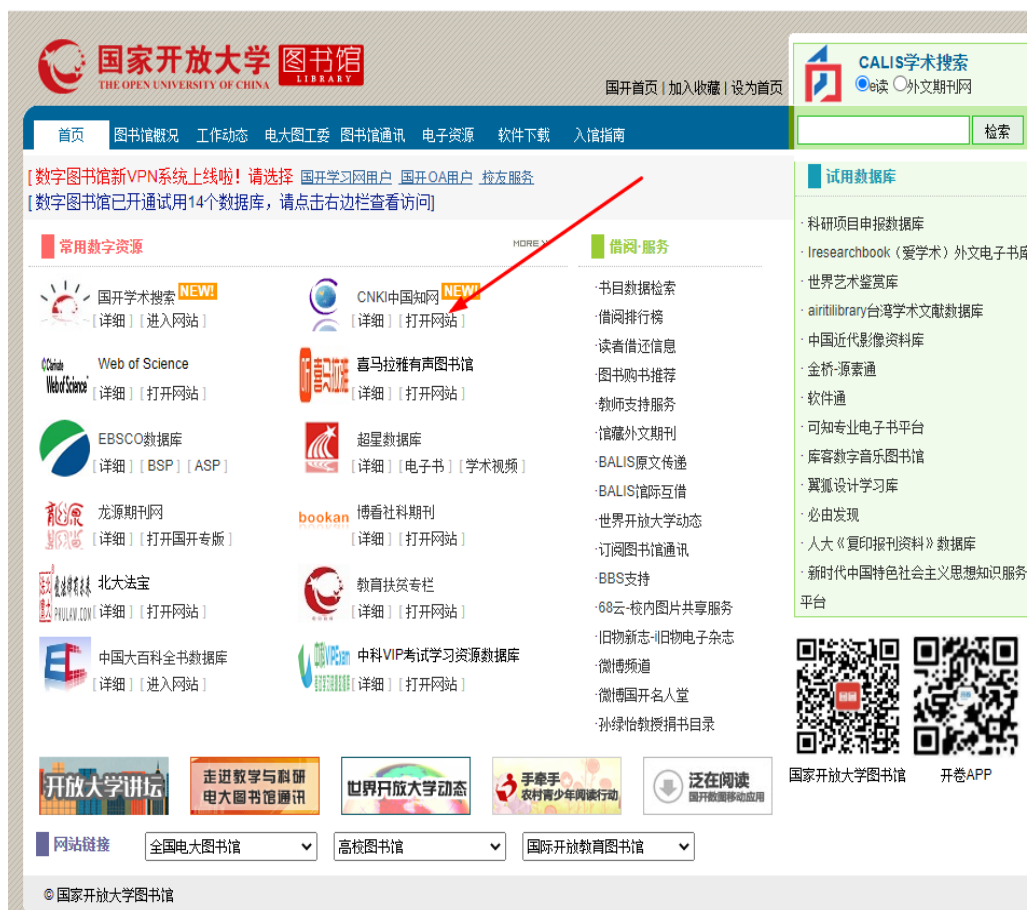 国家开放大学 图书馆
THE OPEN UNIVERSITY OF CHINA LIBRARY
国开首页 | 加入收藏 | 设为首页
CALIS学术搜索
e读 外文期刊网
检索
首页 图书馆概况 工作动态 电大图工委 图书馆通讯 电子资源 软件下载 入馆指南
[ 数字图书馆新VPN系统上线啦！请选择 国开学习网用户 国开OA用户 校友服务
[ 数字图书馆已开通试用14个数据库，请点击右边栏查看访问]
常用数字资源 MORE
国开学术搜索 NEW!
[ 详细 ] [ 进入网站 ]
CNKI中国知网 NEW!
[ 详细 ] [ 打开网站 ]
Clarivate
Web of Science
Web of Science
[ 详细 ] [ 打开网站 ]
听 喜马拉雅
喜马拉雅有声图书馆
[ 详细 ] [ 打开网站 ]
EBSCO数据库
[ 详细 ] [ BSP ] [ ASP ]
超星数据库
[ 详细 ] [ 电子书 ] [ 学术视频 ]
龙源期刊网
[ 详细 ] [ 打开国开专版 ]
bookan
博看社科期刊
[ 详细 ] [ 打开网站 ]
PKULAW.COM
北大法宝
[ 详细 ] [ 打开网站 ]
教育扶贫专栏
[ 详细 ] [ 打开网站 ]
中国大百科全书数据库
[ 详细 ] [ 进入网站 ]
中科VIPExam
中科VIP考试学习资源数据库
[ 详细 ] [ 打开网站 ]
借阅·服务
·书目数据检索
·借阅排行榜
·读者借还信息
·图书购书推荐
·教师支持服务
·馆藏外文期刊
·BALIS原文传递
·BALIS馆际互借
·世界开放大学动态
·订阅图书馆通讯
·BBS支持
·68云-校内图片共享服务
·旧物新志-i旧物电子杂志
·微博频道
·微博国开名人堂
·孙绿怡教授捐书目录
试用数据库
· 科研项目申报数据库
· Iresearchbook（爱学术）外文电子书库
· 世界艺术鉴赏库
· airitilibrary台湾学术文献数据库
· 中国近代影像资料库
· 金桥-源素通
· 软件通
· 可知专业电子书平台
· 库客数字音乐图书馆
· 翼狐设计学习库
· 必由发现
· 人大《复印报刊资料》数据库
· 新时代中国特色社会主义思想知识服务
平台
国家开放大学图书馆 开卷APP
开放大学讲坛
走进教学与科研
电大图书馆通讯
世界开放大学动态
手牵手
农村青少年阅读行动
泛在阅读
国开数图移动应用
网站链接 全国电大图书馆 高校图书馆 国际开放教育图书馆
© 国家开放大学图书馆